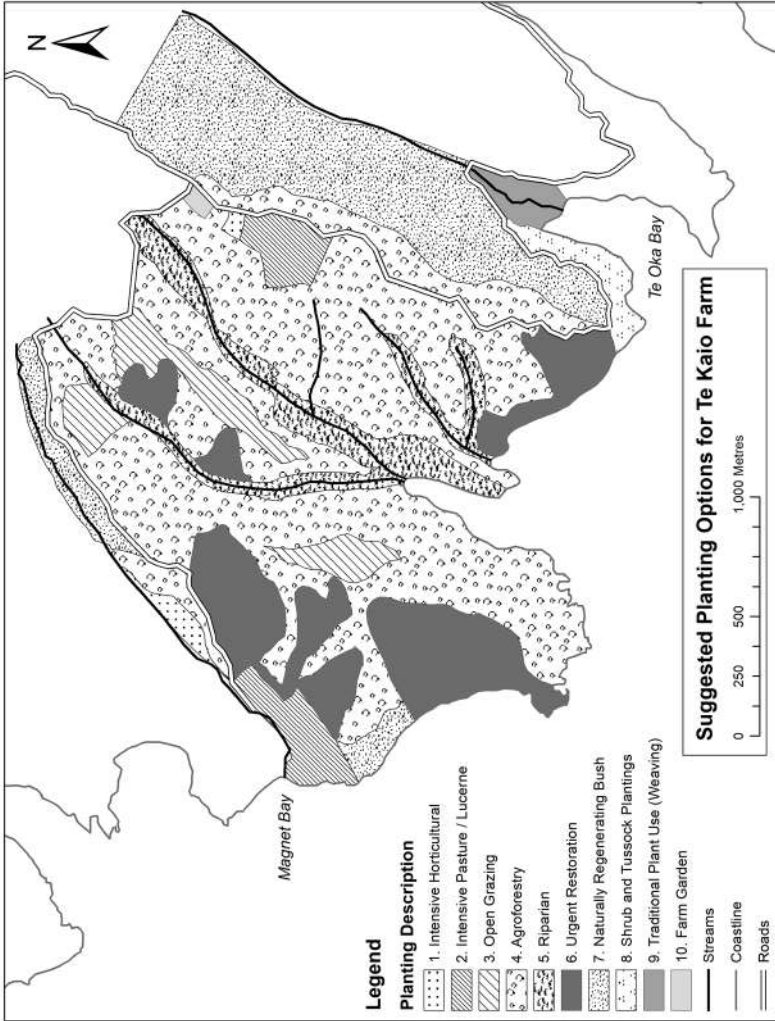 N
Te Oka Bay
Magnet Bay
Suggested Planting Options for Te Kaio Farm
0 250 500 1,000 Metres
Legend
Planting Description
1. Intensive Horticultural
2. Intensive Pasture / Lucerne
3. Open Grazing
4. Agroforestry
5. Riparian
6. Urgent Restoration
7. Naturally Regenerating Bush
8. Shrub and Tussock Plantings
9. Traditional Plant Use (Weaving)
10. Farm Garden
Streams
Coastline
Roads